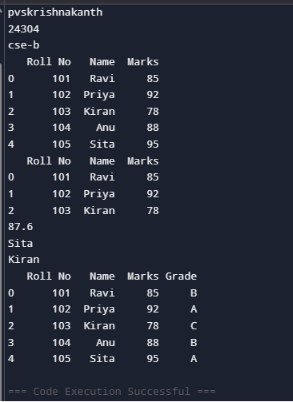 pvskrishnakanth
24304
cse-b
   Roll No   Name  Marks
0      101   Ravi     85
1      102  Priya     92
2      103  Kiran     78
3      104    Anu     88
4      105   Sita     95
   Roll No   Name  Marks
0      101   Ravi     85
1      102  Priya     92
2      103  Kiran     78
87.6
Sita
Kiran
   Roll No   Name  Marks Grade
0      101   Ravi     85     B
1      102  Priya     92     A
2      103  Kiran     78     C
3      104    Anu     88     B
4      105   Sita     95     A
=== Code Execution Successful ===